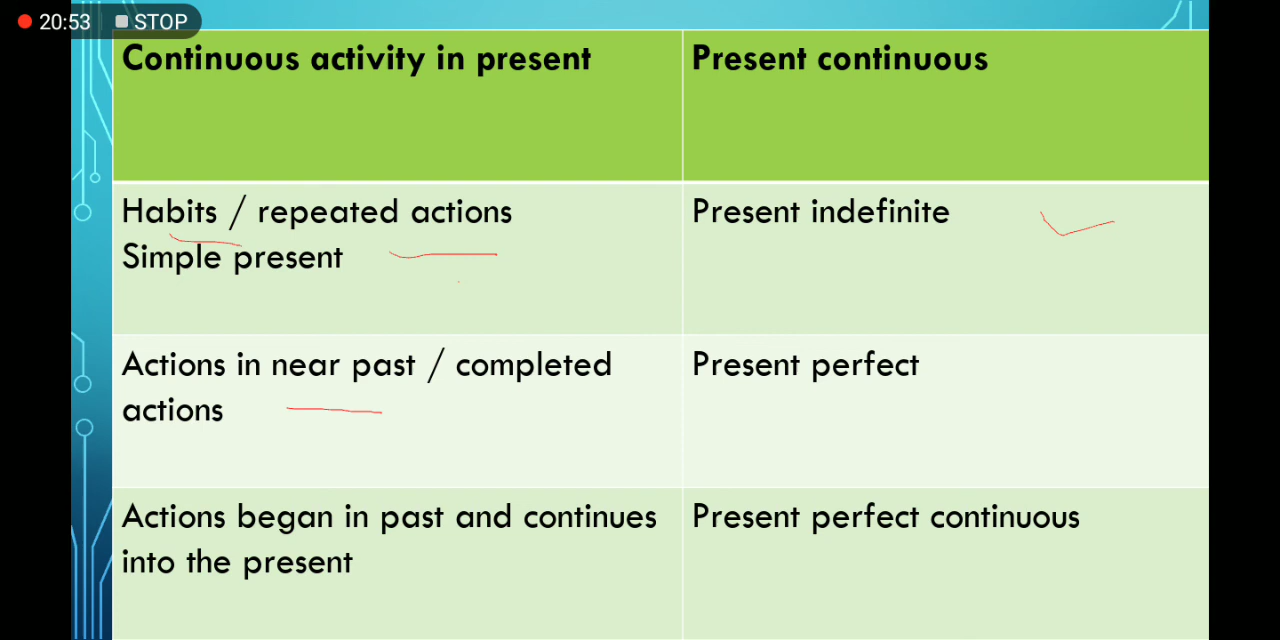 20:53 STOP
Continuous activity in present
Present continuous
Habits / repeated actions
Simple present
Present indefinite
Actions in near past / completed
actions
Present perfect
Actions began in past and continues
into the present
Present perfect continuous